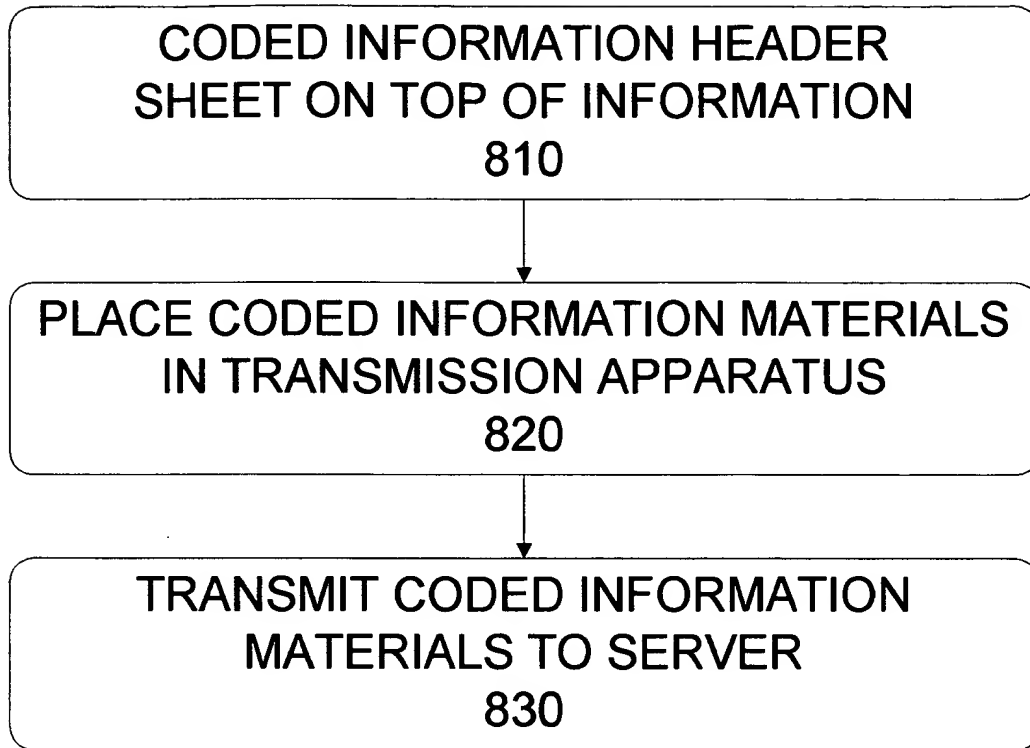 CODED INFORMATION HEADER
SHEET ON TOP OF INFORMATION
810
PLACE CODED INFORMATION MATERIALS
IN TRANSMISSION APPARATUS
820
TRANSMIT CODED INFORMATION
MATERIALS TO SERVER
830